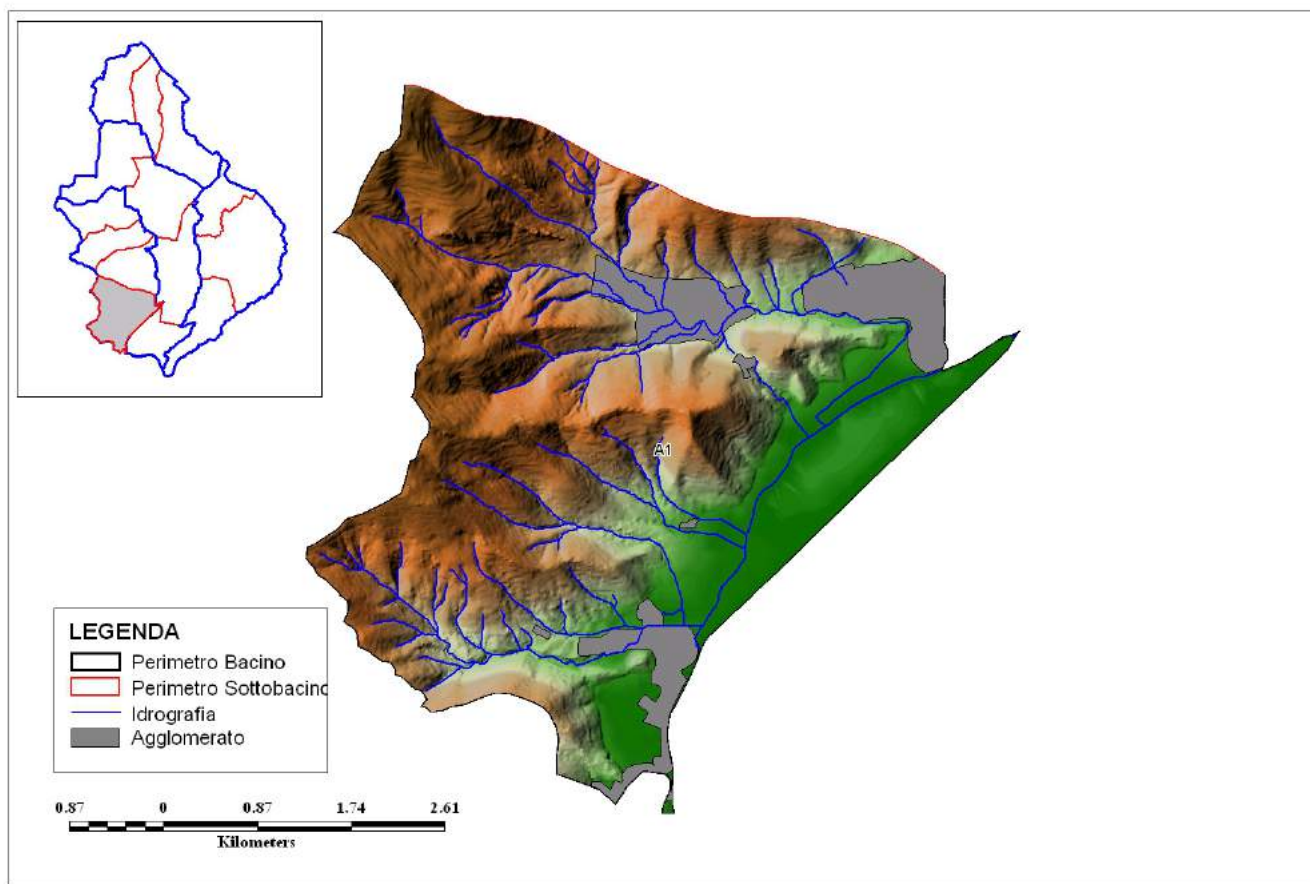 A1
LEGENDA
Perimetro Bacino
Perimetro Sottobacino
Idrografia
Agglomerato
0.87 0 0.87 1.74 2.61
Kilometers